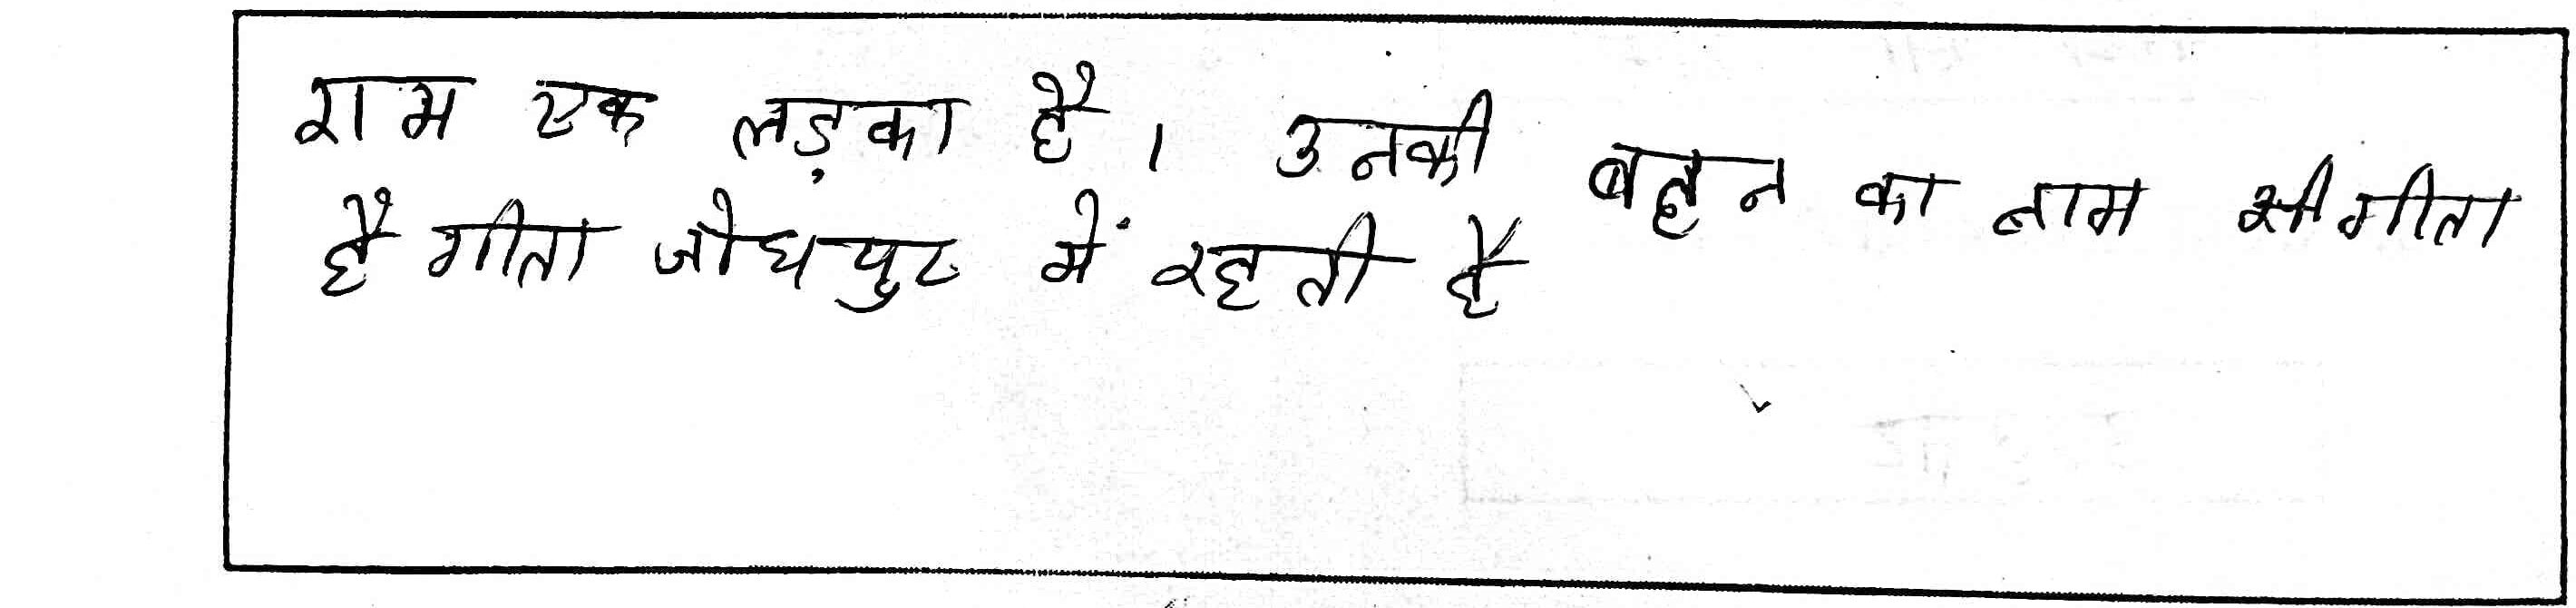 राम एक लड़का है । उनकी बहन का नाम गीता
है गीता जोधपुर में रहती है